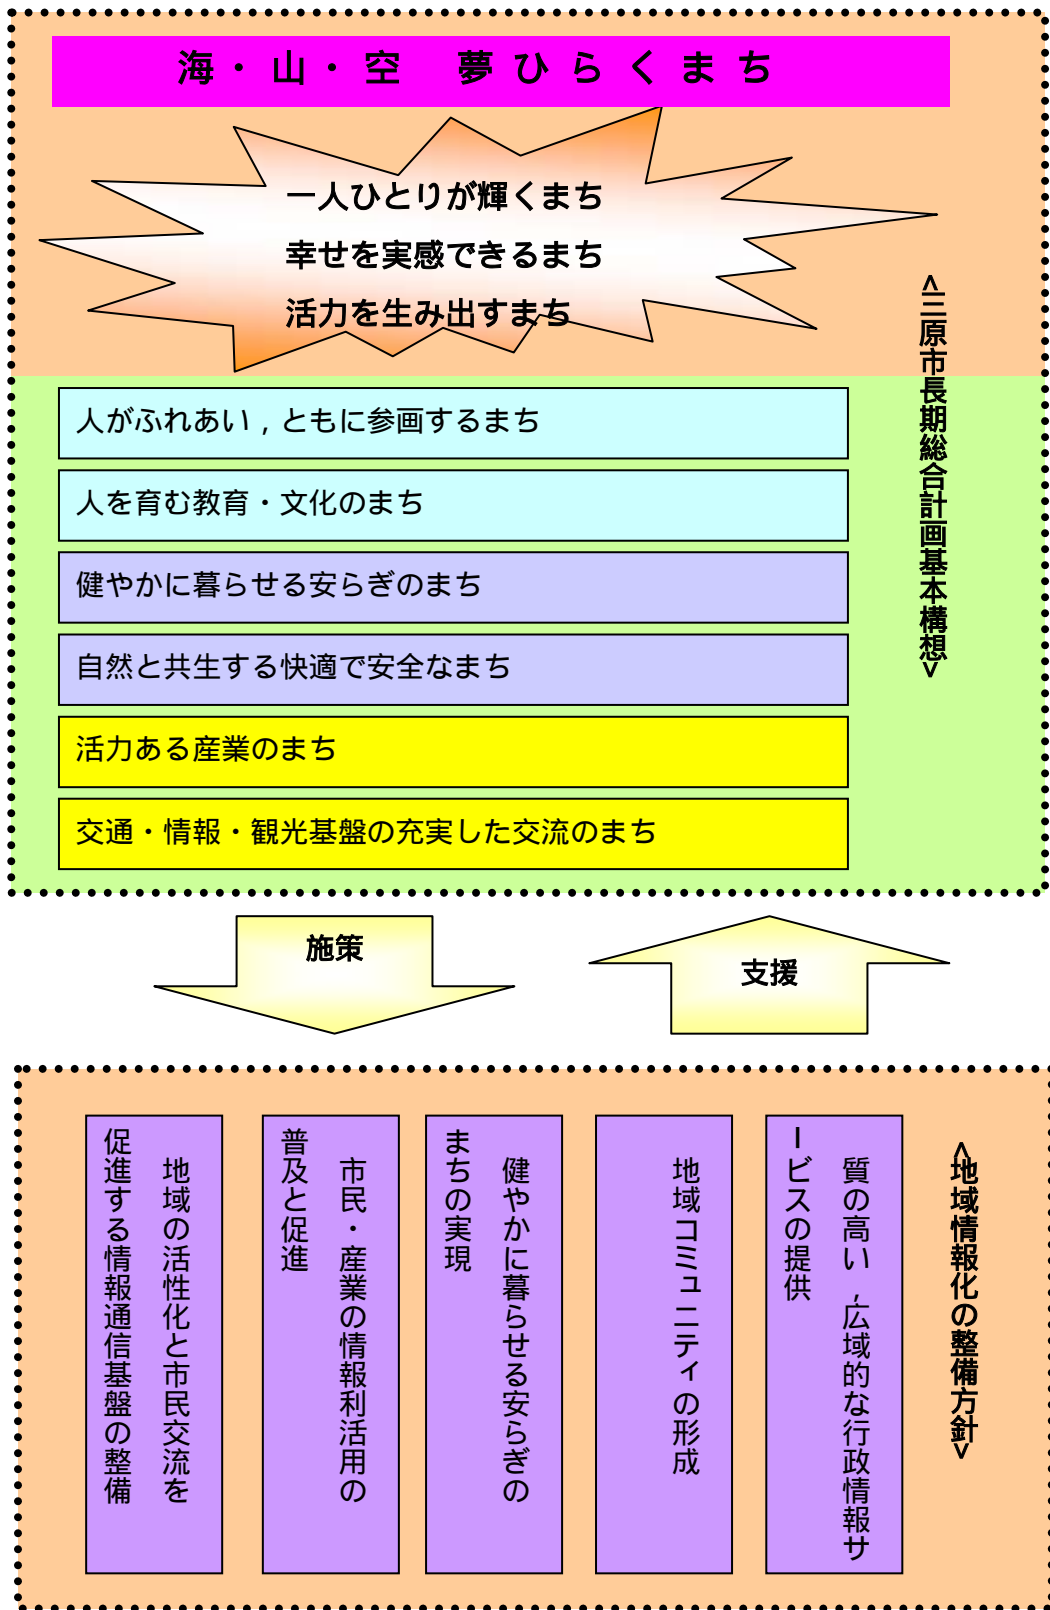 海・山・空　夢ひらくまち
一人ひとりが輝くまち
幸せを実感できるまち
活力を生み出すまち
<三原市長期総合計画基本構想>
人がふれあい，ともに参画するまち
人を育む教育・文化のまち
健やかに暮らせる安らぎのまち
自然と共生する快適で安全なまち
活力ある産業のまち
交通・情報・観光基盤の充実した交流のまち
施策
支援
<地域情報化の整備方針>
質の高い，広域的な行政情報サ
ービスの提供
地域コミュニティの形成
健やかに暮らせる安らぎの
まちの実現
市民・産業の情報利活用の
普及と促進
地域の活性化と市民交流を
促進する情報通信基盤の整備